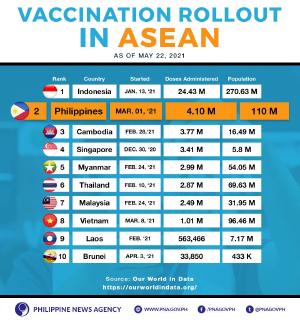 VACCINATION ROLLOUT
IN ASEAN
AS OF MAY 22, 2021
Rank Country Started Doses Administered Population
1 Indonesia JAN. 13, '21 24.43 M 270.63 M
2 Philippines MAR. 01, '21 4.10 M 110 M
3 Cambodia FEB. 28,'21 3.77 M 16.49 M
4 Singapore DEC. 30, '20 3.41 M 5.8 M
5 Myanmar FEB. 24, '21 2.99 M 54.05 M
6 Thailand FEB. 10, '21 2.87 M 69.63 M
7 Malaysia FEB. 24, '21 2.49 M 31.95 M
8 Vietnam MAR. 8, '21 1.01 M 96.46 M
9 Laos FEB. '21 563,466 7.17 M
10 Brunei APR. 3, '21 33,850 433 K
Source: Our World in Data
https://ourworldindata.org/
PHILIPPINE NEWS AGENCY WWW.PNA.GOV.PH /PNAGOVPH @PNAGOVPH